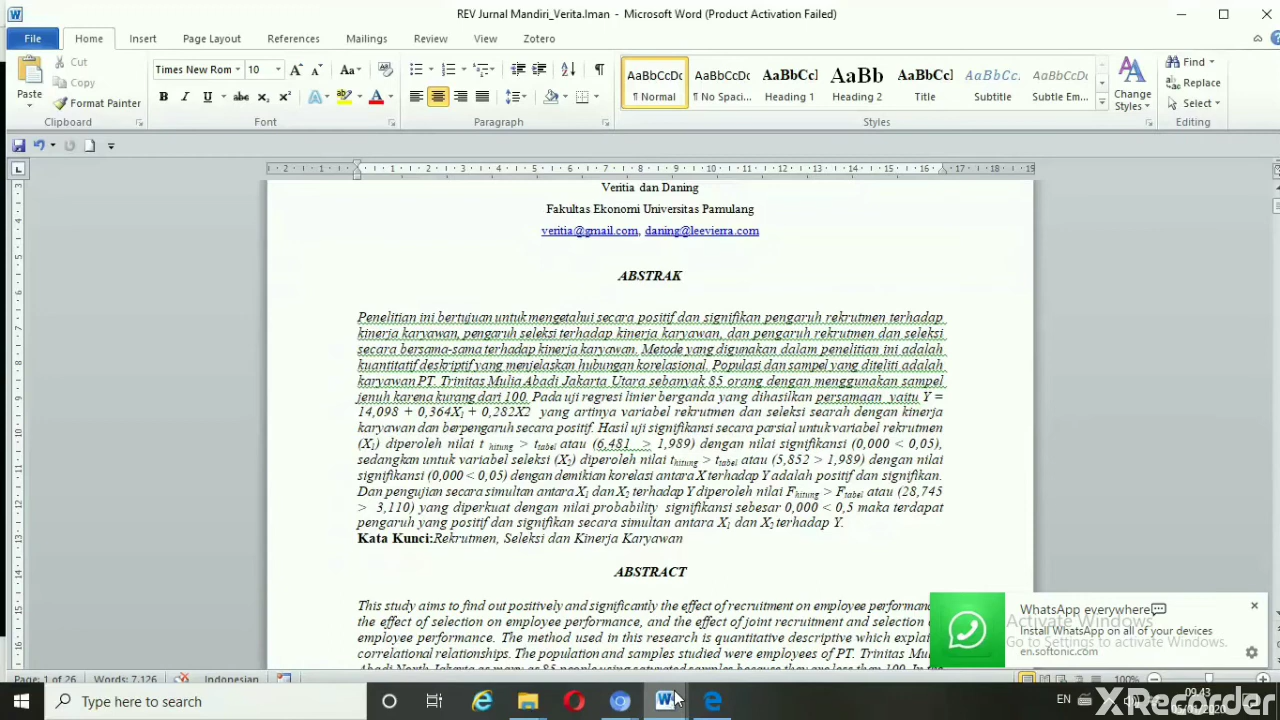 REV Jurnal Mandiri_Verita.Iman - Microsoft Word (Product Activation Failed)
File Home Insert Page Layout References Mailings Review View Zotero
Paste Cut Copy Format Painter
Times New Rom 10
AaBbCcDc AaBbCcDc AaBbCcI AaBb AaBbCcI AaBbCcL AaBbCcDc
¶ Normal ¶ No Spaci... Heading 1 Heading 2 Title Subtitle Subtle Em...
Change Styles
Find Replace Select
Clipboard Font Paragraph Styles Editing
Veritia dan Daning
Fakultas Ekonomi Universitas Pamulang
veritia@gmail.com, daning@leevierra.com
ABSTRAK
Penelitian ini bertujuan untuk mengetahui secara positif dan signifikan pengaruh rekrutmen terhadap
kinerja karyawan, pengaruh seleksi terhadap kinerja karyawan, dan pengaruh rekrutmen dan seleksi
secara bersama-sama terhadap kinerja karyawan. Metode yang digunakan dalam penelitian ini adalah
kuantitatif deskriptif yang menjelaskan hubungan korelasional. Populasi dan sampel yang diteliti adalah
karyawan PT. Trinitas Mulia Abadi Jakarta Utara sebanyak 85 orang dengan menggunakan sampel
jenuh karena kurang dari 100. Pada uji regresi linier berganda yang dihasilkan persamaan yaitu Y =
14,098 + 0,364X1 + 0,282X2 yang artinya variabel rekrutmen dan seleksi searah dengan kinerja
karyawan dan berpengaruh secara positif. Hasil uji signifikansi secara parsial untuk variabel rekrutmen
(X1) diperoleh nilai t hitung > ttabel atau (6,481 > 1,989) dengan nilai signifikansi (0,000 < 0,05),
sedangkan untuk variabel seleksi (X2) diperoleh nilai thitung > ttabel atau (5,852 > 1,989) dengan nilai
signifikansi (0,000 < 0,05) dengan demikian korelasi antara X terhadap Y adalah positif dan signifikan.
Dan pengujian secara simultan antara X1 dan X2 terhadap Y diperoleh nilai Fhitung > Ftabel atau (28,745
> 3,110) yang diperkuat dengan nilai probability signifikansi sebesar 0,000 < 0,5 maka terdapat
pengaruh yang positif dan signifikan secara simultan antara X1 dan X2 terhadap Y.
Kata Kunci:Rekrutmen, Seleksi dan Kinerja Karyawan
ABSTRACT
This study aims to find out positively and significantly the effect of recruitment on employee performan
the effect of selection on employee performance, and the effect of joint recruitment and selection
employee performance. The method used in this research is quantitative descriptive which explai
correlational relationships. The population and samples studied were employees of PT. Trinitas Mul
Abadi North Jakarta as many as 85 people using saturated samples because they are less than 100. In the
WhatsApp everywhere
Install WhatsApp on all of your devices
en.softonic.com
Activate Windows
Go to Settings to activate Windows.
Page: 1 of 26 Words: 7.126 Indonesian 100%
Type here to search
EN 09.43
05/01/2020
XRecorder